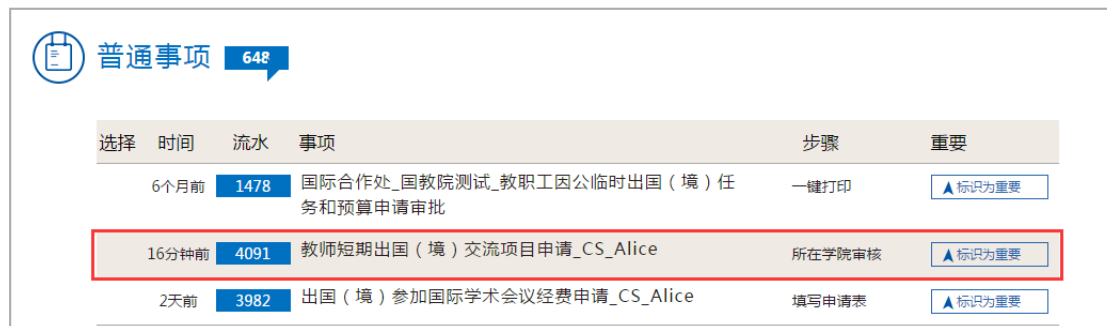 普通事项 648
选择 时间 流水 事项 步骤 重要
6个月前 1478 国际合作处_国教院测试_教职工因公临时出国（境）任 一键打印 标识为重要
务和预算申请审批
16分钟前 4091 教师短期出国（境）交流项目申请_CS_Alice 所在学院审核 标识为重要
2天前 3982 出国（境）参加国际学术会议经费申请_CS_Alice 填写申请表 标识为重要